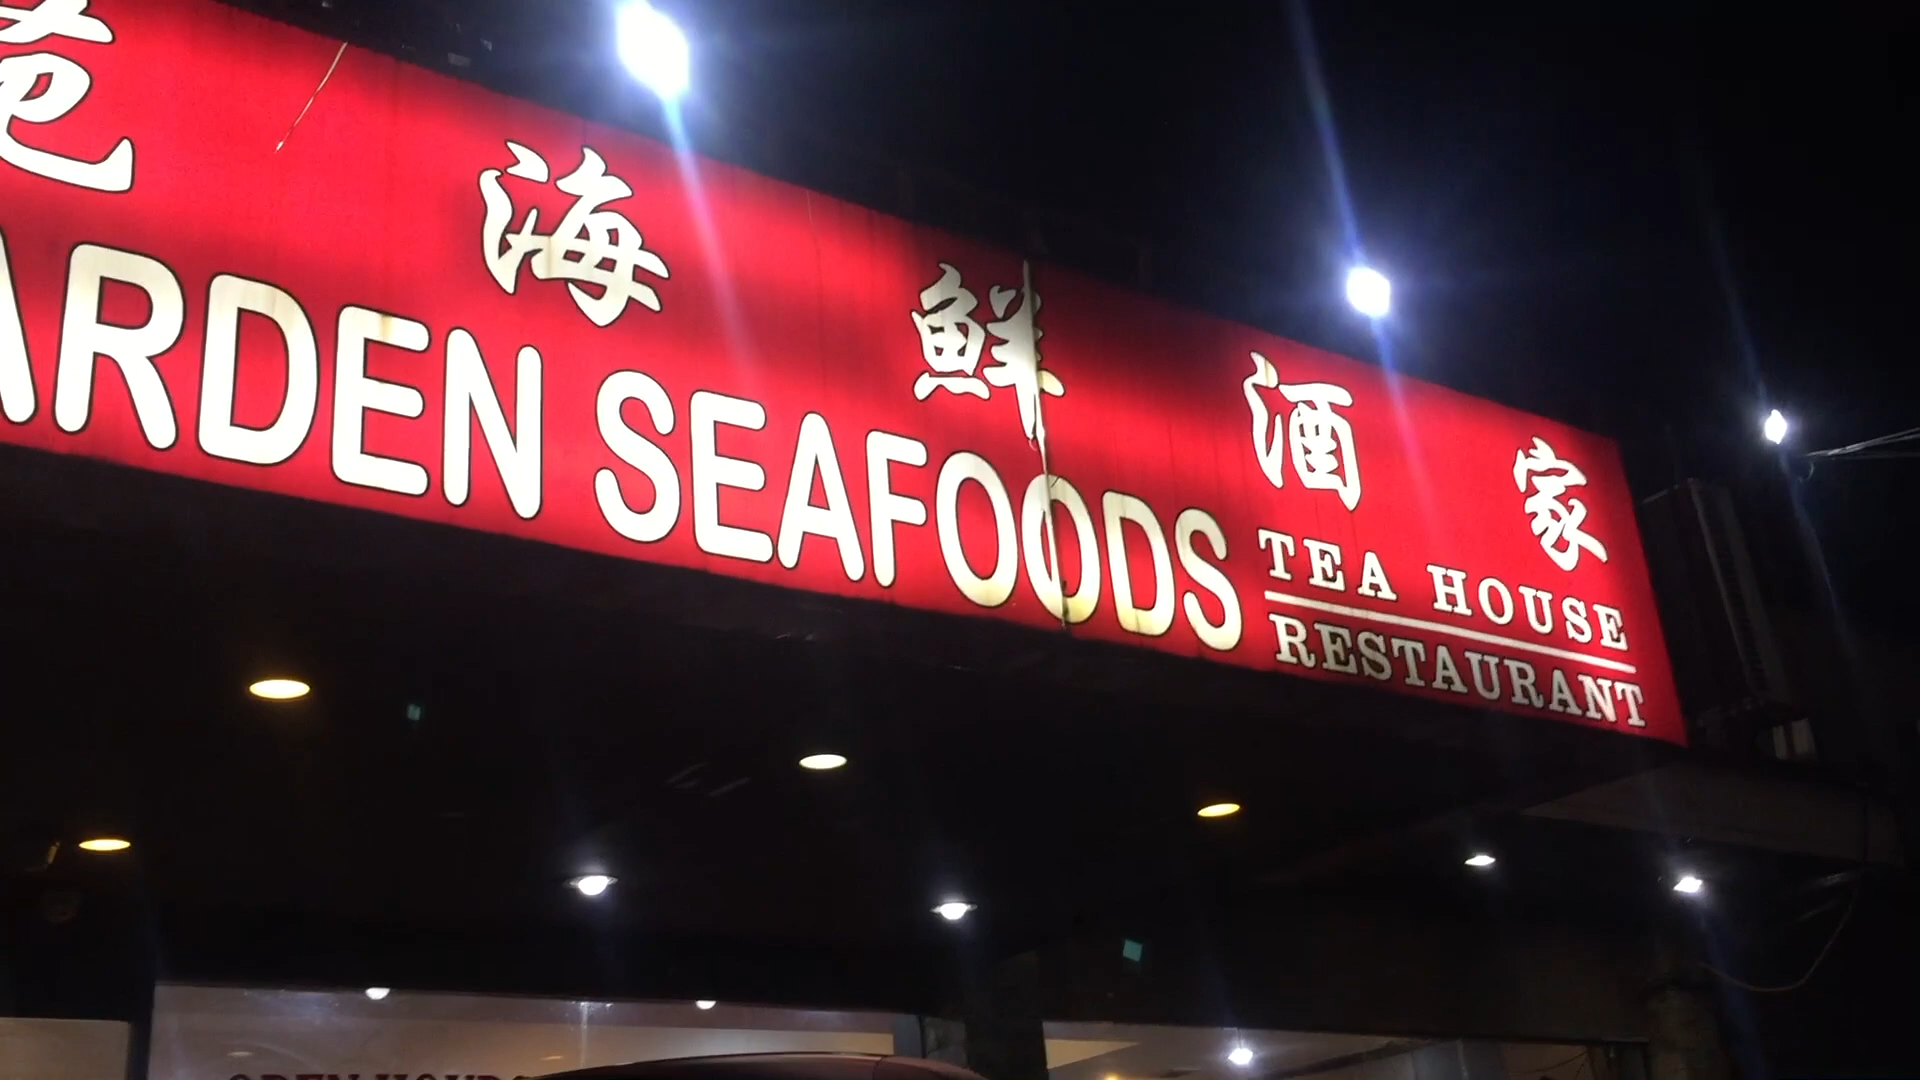 海鮮酒家
ARDEN SEAFOODS
TEA HOUSE
RESTAURANT